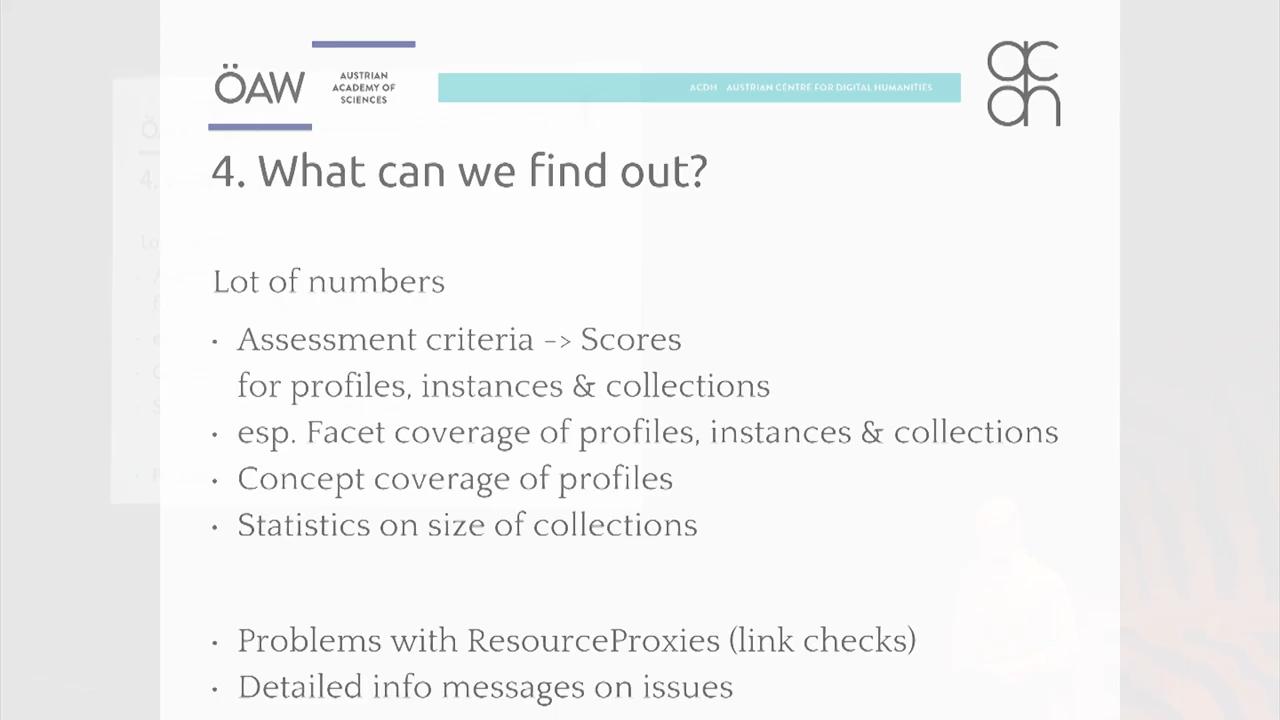 ÖAW
AUSTRIAN
ACADEMY OF
SCIENCES
ACDH AUSTRIAN CENTRE FOR DIGITAL HUMANITIES
ac
dh
4. What can we find out?
Lot of numbers
· Assessment criteria -> Scores
for profiles, instances & collections
· esp. Facet coverage of profiles, instances & collections
· Concept coverage of profiles
· Statistics on size of collections
· Problems with ResourceProxies (link checks)
· Detailed info messages on issues